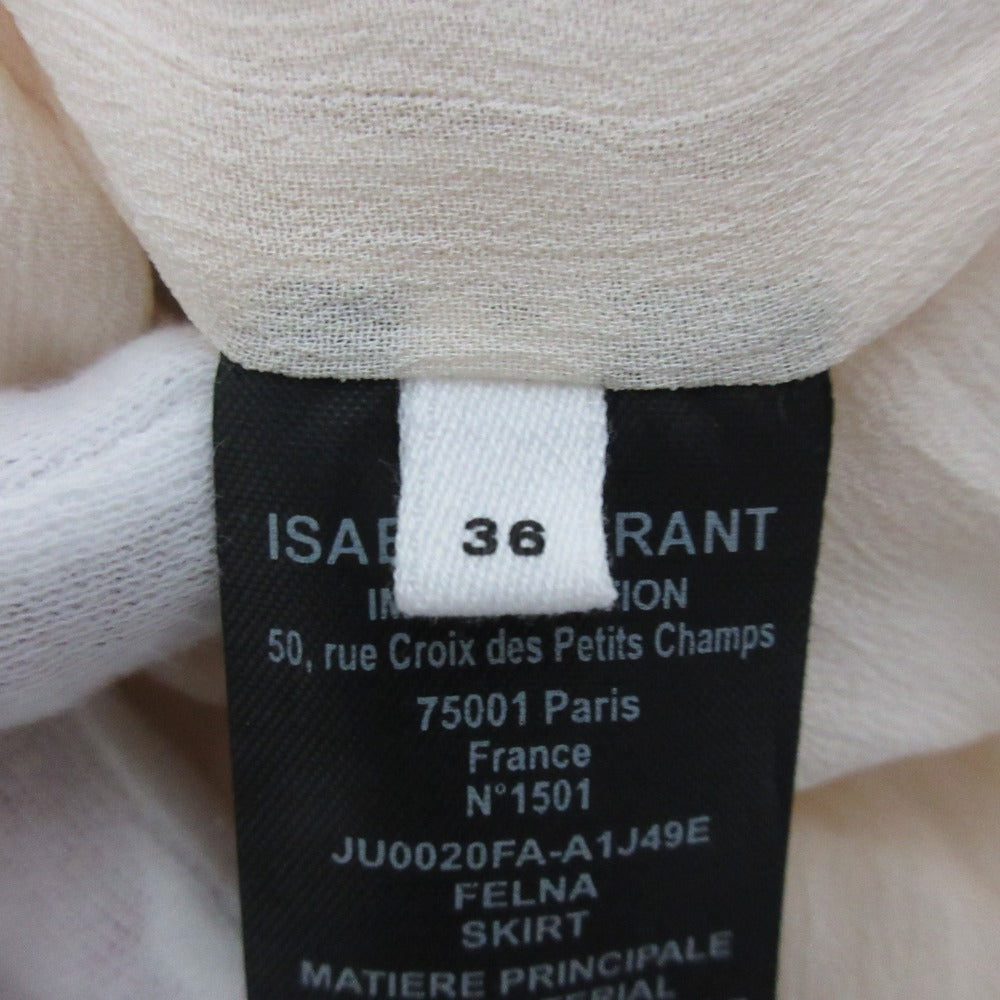 36
ISAB RANT
IM TION
50, rue Croix des Petits Champs
75001 Paris
France
N°1501
JU0020FA-A1J49E
FELNA
SKIRT
MATIERE PRINCIPALE